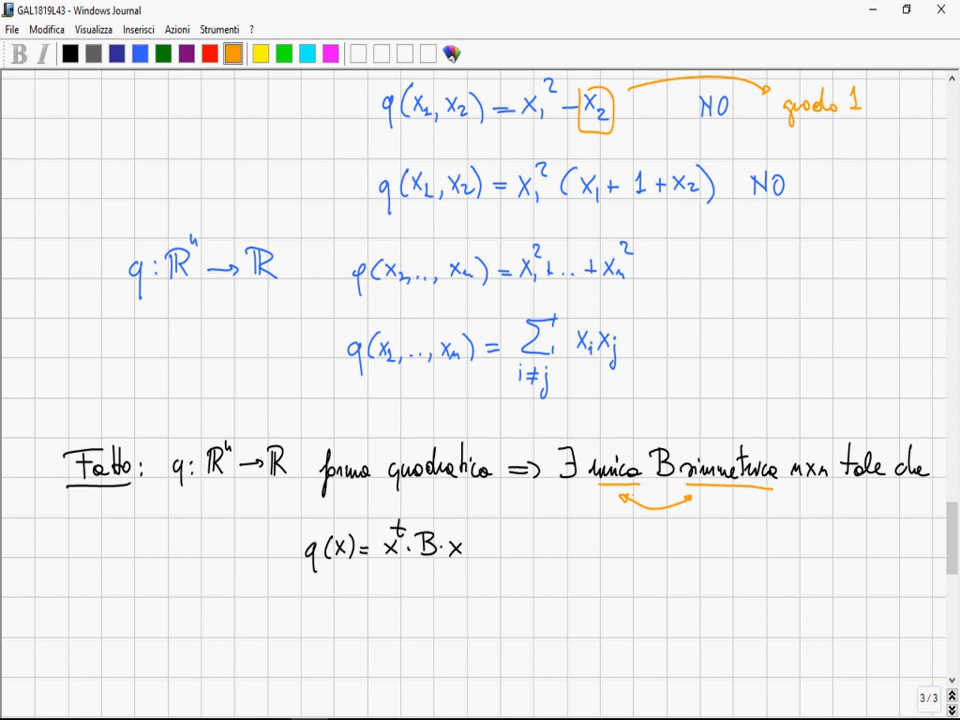 GAL1819L43 - Windows Journal
File Modifica Visualizza Inserisci Azioni Strumenti ?
B I
q(x₁, x₂) = x₁² - x₂ NO grado 1
q(x₁, x₂) = x₁² (x₁ + 1 + x₂) NO
q : ℝⁿ → ℝ q(x₁, .., xₙ) = x₁² + .. + xₙ²
q(x₁, .., xₙ) = ∑ xᵢ xⱼ
i≠j
Fatto: q : ℝⁿ → ℝ forma quadratica => ∃ unica B simmetrica n×n tale che
q(x) = xᵗ · B · x
3/3